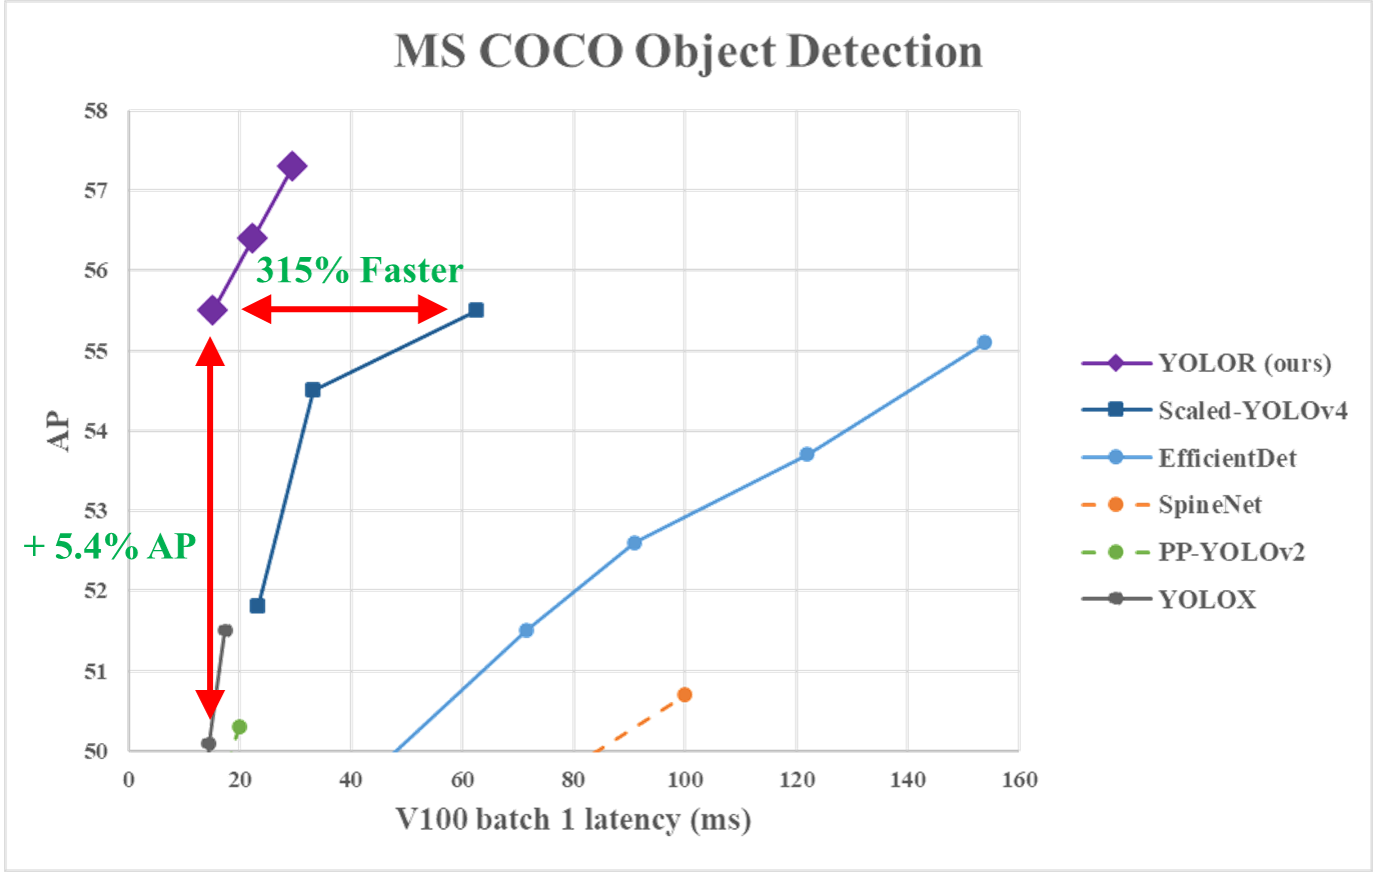 MS COCO Object Detection
58
57
56
55
54
53
52
51
50
AP
315% Faster
+ 5.4% AP
0 20 40 60 80 100 120 140 160
V100 batch 1 latency (ms)
YOLOR (ours)
Scaled-YOLOv4
EfficientDet
SpineNet
PP-YOLOv2
YOLOX